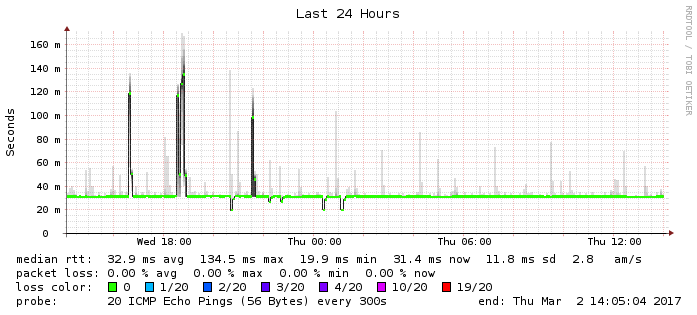 Last 24 Hours
RRDTOOL / TOBI OETIKER
Seconds
160 m
140 m
120 m
100 m
80 m
60 m
40 m
20 m
0
Wed 18:00 Thu 00:00 Thu 06:00 Thu 12:00
median rtt: 32.9 ms avg 134.5 ms max 19.9 ms min 31.4 ms now 11.8 ms sd 2.8 am/s
packet loss: 0.00 % avg 0.00 % max 0.00 % min 0.00 % now
loss color: 0 1/20 2/20 3/20 4/20 10/20 19/20
probe: 20 ICMP Echo Pings (56 Bytes) every 300s end: Thu Mar 2 14:05:04 2017